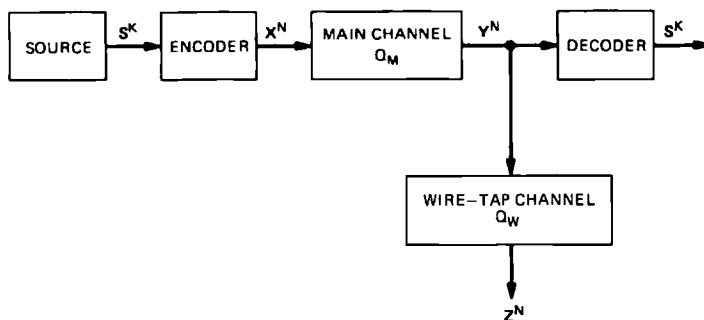 SOURCE
S^K
ENCODER
X^N
MAIN CHANNEL
Q_M
Y^N
DECODER
S^K
WIRE-TAP CHANNEL
Q_W
Z^N